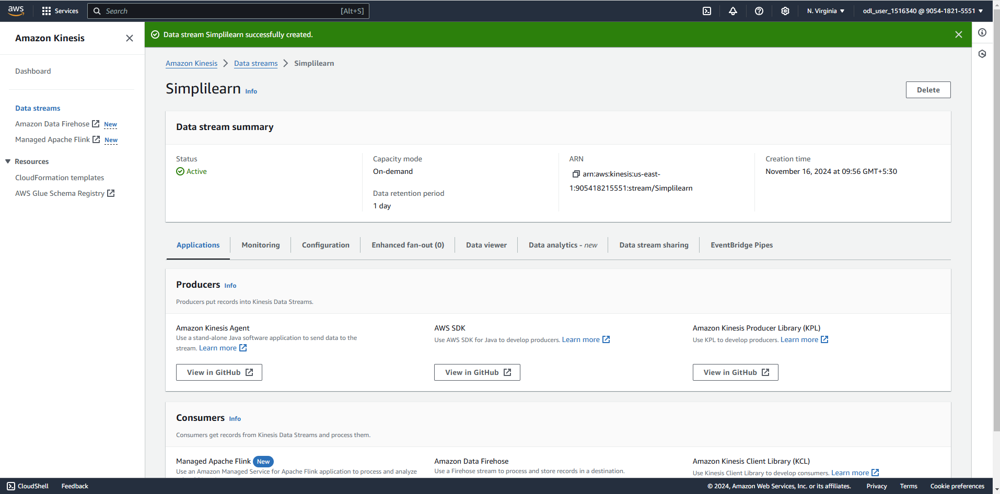 aws
Services
Search [Alt+S]
N. Virginia
odl_user_1516340 @ 9054-1821-5551
Amazon Kinesis
Dashboard
Data streams
Amazon Data Firehose New
Managed Apache Flink New
Resources
CloudFormation templates
AWS Glue Schema Registry
Data stream Simplilearn successfully created.
Amazon Kinesis > Data streams > Simplilearn
Simplilearn Info
Delete
Data stream summary
Status
Active
Capacity mode
On-demand
Data retention period
1 day
ARN
arn:aws:kinesis:us-east-
1:905418215551:stream/Simplilearn
Creation time
November 16, 2024 at 09:56 GMT+5:30
Applications
Monitoring
Configuration
Enhanced fan-out (0)
Data viewer
Data analytics - new
Data stream sharing
EventBridge Pipes
Producers Info
Producers put records into Kinesis Data Streams.
Amazon Kinesis Agent
Use a stand-alone Java software application to send data to the
stream. Learn more
View in GitHub
AWS SDK
Use AWS SDK for Java to develop producers. Learn more
View in GitHub
Amazon Kinesis Producer Library (KPL)
Use KPL to develop producers. Learn more
View in GitHub
Consumers Info
Consumers get records from Kinesis Data Streams and process them.
Managed Apache Flink New
Use an Amazon Managed Service for Apache Flink application to process and analyze
Amazon Data Firehose
Use a Firehose stream to process and store records in a destination.
Amazon Kinesis Client Library (KCL)
Use Kinesis Client Library to develop consumers. Learn more
CloudShell
Feedback
© 2024, Amazon Web Services, Inc. or its affiliates.
Privacy
Terms
Cookie preferences